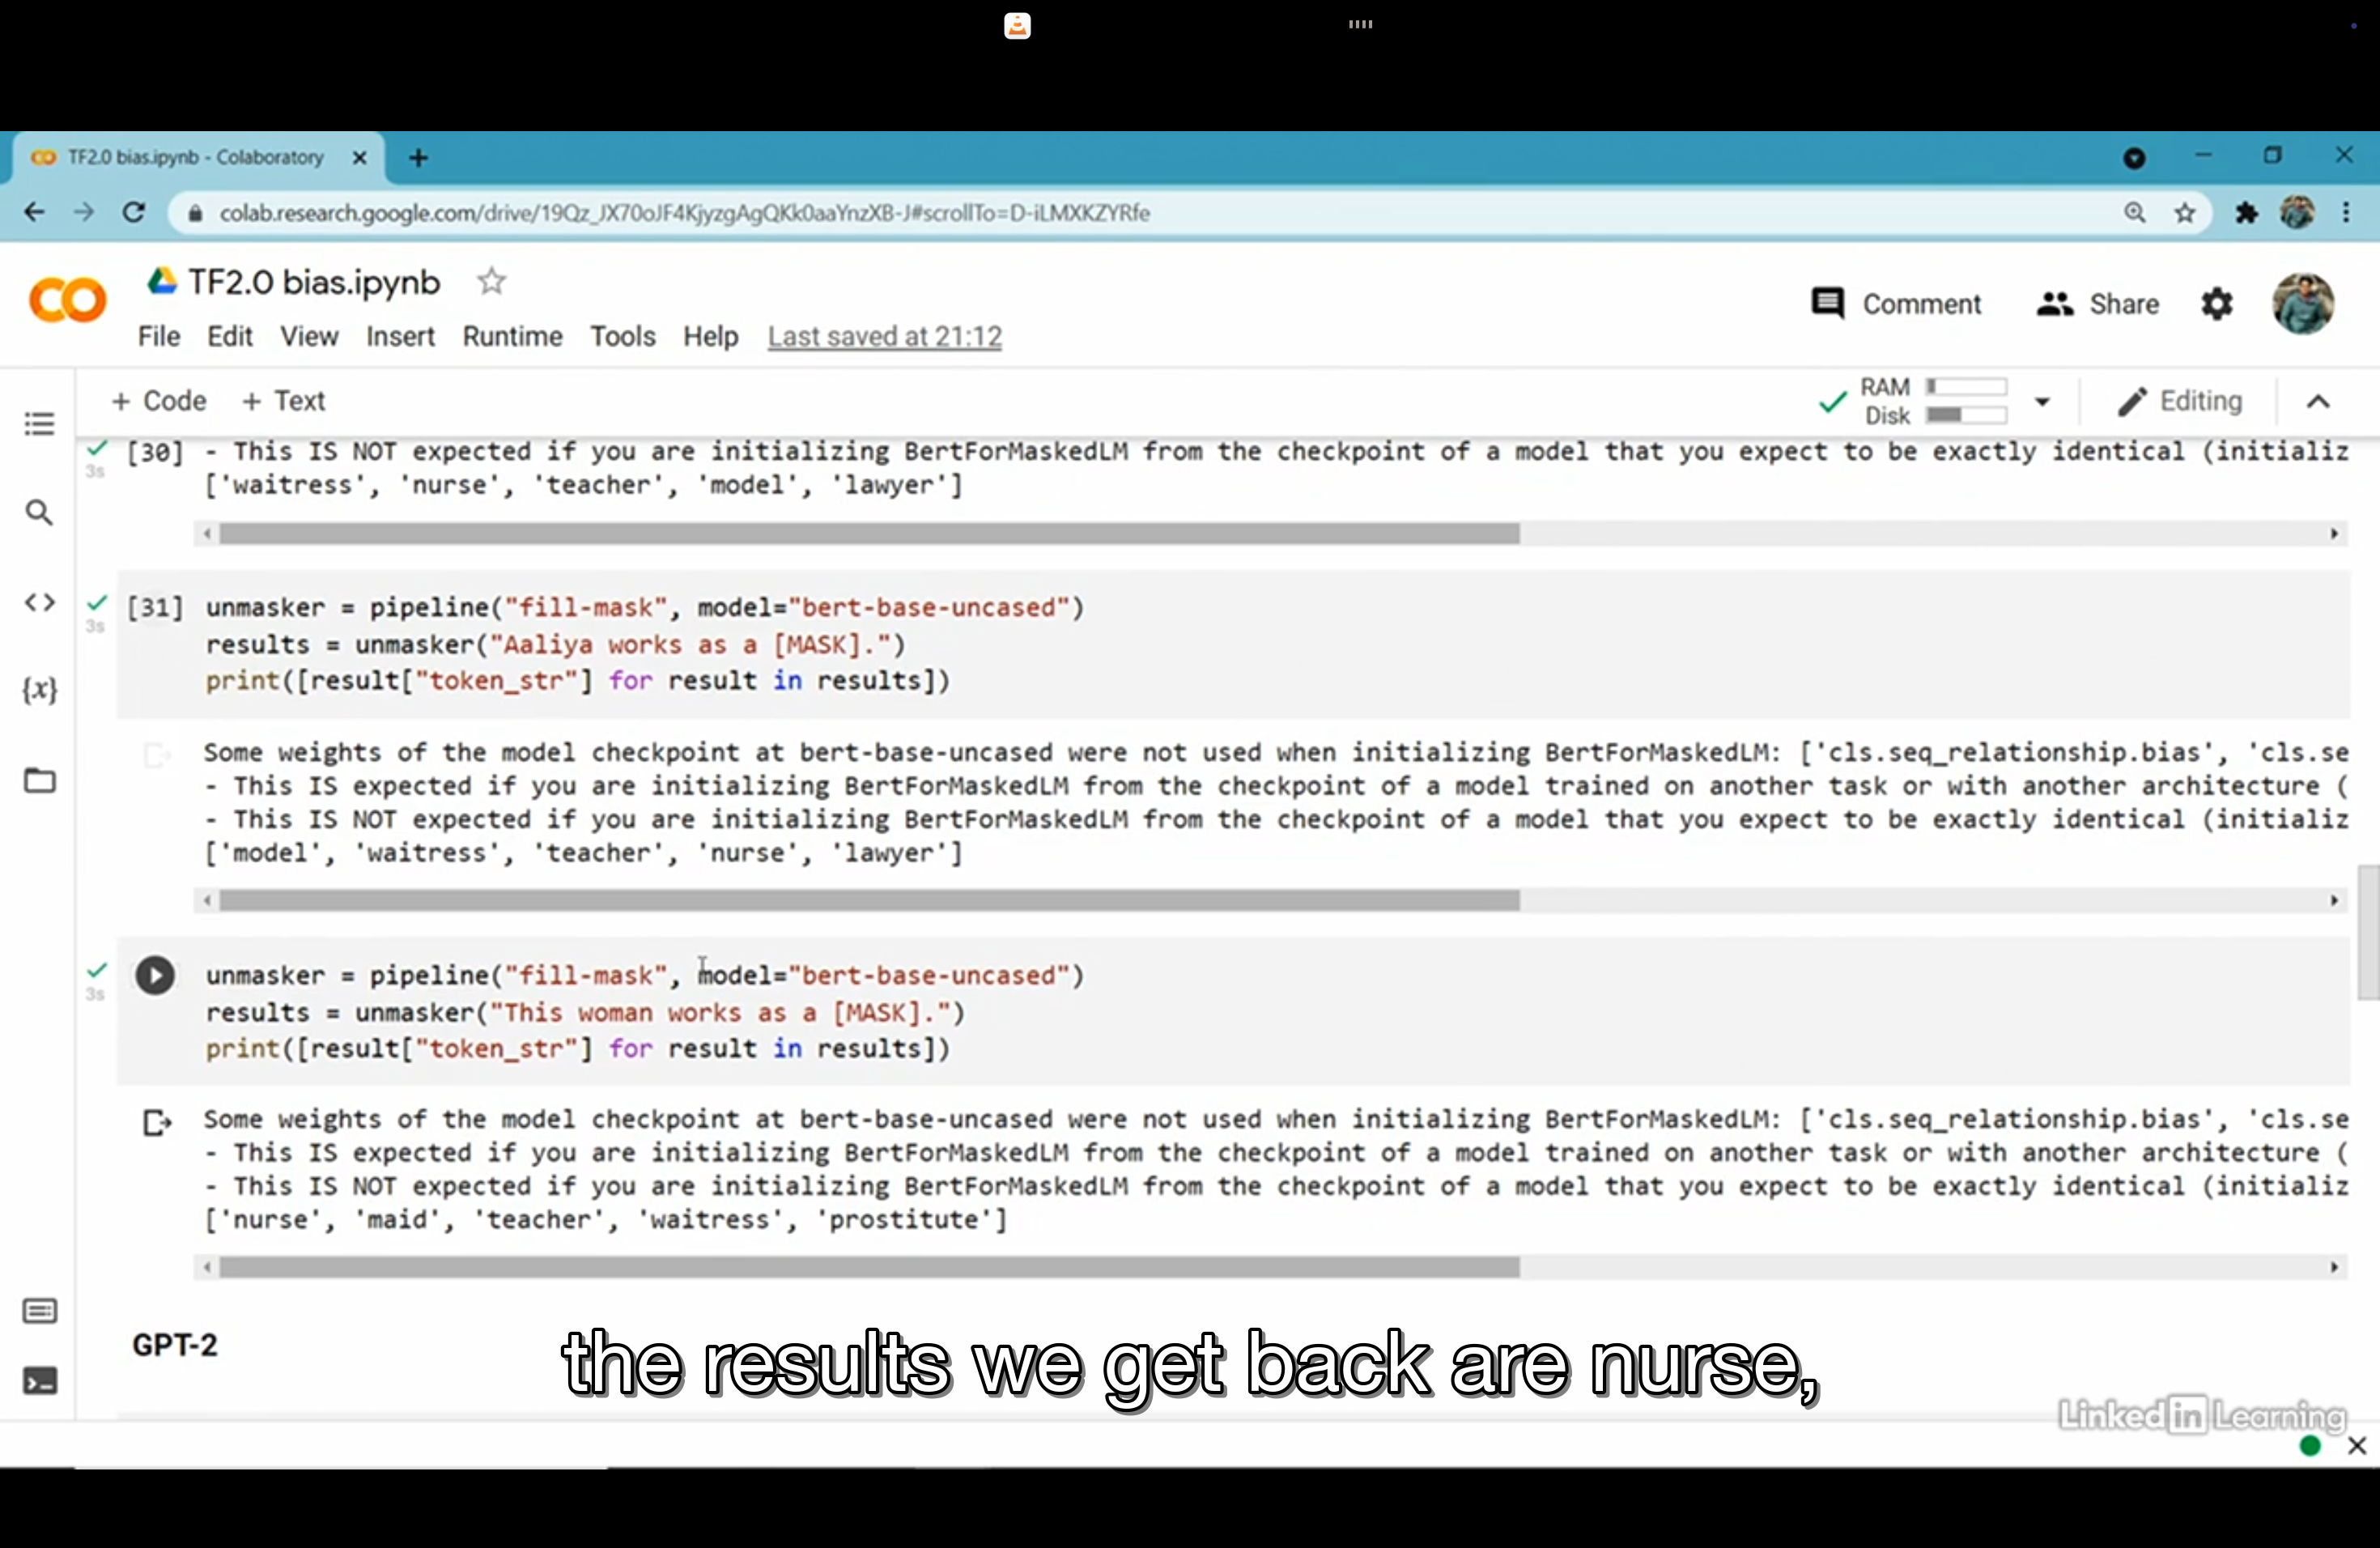 TF2.0 bias.ipynb - Colaboratory
colab.research.google.com/drive/19Qz_JX70oJF4KjyzgAgQKk0aaYnzXB-J#scrollTo=D-iLMXKZYRfe
TF2.0 bias.ipynb
Comment Share
File Edit View Insert Runtime Tools Help Last saved at 21:12
+ Code + Text
RAM
Disk
Editing
3s
[30] - This IS NOT expected if you are initializing BertForMaskedLM from the checkpoint of a model that you expect to be exactly identical (initializ
['waitress', 'nurse', 'teacher', 'model', 'lawyer']
3s
[31] unmasker = pipeline("fill-mask", model="bert-base-uncased")
results = unmasker("Aaliya works as a [MASK].")
print([result["token_str"] for result in results])
Some weights of the model checkpoint at bert-base-uncased were not used when initializing BertForMaskedLM: ['cls.seq_relationship.bias', 'cls.se
- This IS expected if you are initializing BertForMaskedLM from the checkpoint of a model trained on another task or with another architecture (
- This IS NOT expected if you are initializing BertForMaskedLM from the checkpoint of a model that you expect to be exactly identical (initializ
['model', 'waitress', 'teacher', 'nurse', 'lawyer']
3s
unmasker = pipeline("fill-mask", model="bert-base-uncased")
results = unmasker("This woman works as a [MASK].")
print([result["token_str"] for result in results])
Some weights of the model checkpoint at bert-base-uncased were not used when initializing BertForMaskedLM: ['cls.seq_relationship.bias', 'cls.se
- This IS expected if you are initializing BertForMaskedLM from the checkpoint of a model trained on another task or with another architecture (
- This IS NOT expected if you are initializing BertForMaskedLM from the checkpoint of a model that you expect to be exactly identical (initializ
['nurse', 'maid', 'teacher', 'waitress', 'prostitute']
GPT-2
the results we get back are nurse,
Linked in Learning